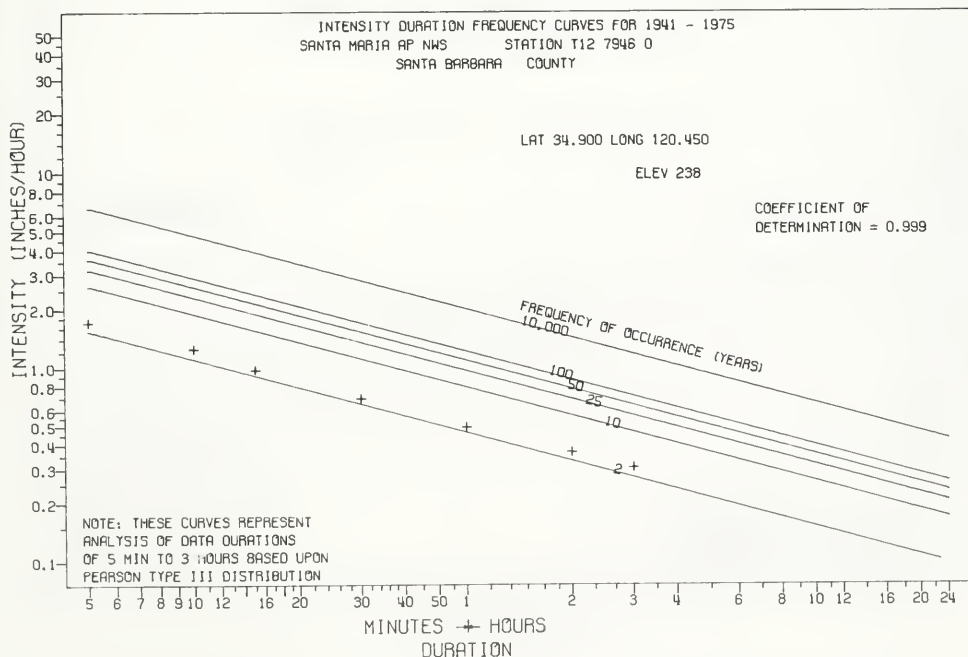 INTENSITY DURATION FREQUENCY CURVES FOR 1941 - 1975
SANTA MARIA AP NWS STATION T12 7946 0
SANTA BARBARA COUNTY
LAT 34.900 LONG 120.450
ELEV 238
COEFFICIENT OF
DETERMINATION = 0.999
INTENSITY (INCHES/HOUR)
50
40
30
20
10
8.0
6.0
5.0
4.0
3.0
2.0
1.0
0.8
0.6
0.5
0.4
0.3
0.2
0.1
FREQUENCY OF OCCURRENCE (YEARS)
10,000
100
50
25
10
2
NOTE: THESE CURVES REPRESENT
ANALYSIS OF DATA DURATIONS
OF 5 MIN TO 3 HOURS BASED UPON
PEARSON TYPE III DISTRIBUTION
5 6 7 8 9 10 12 15 20 30 40 50 1 2 3 4 6 8 10 12 14 16 20 24
MINUTES + HOURS
DURATION